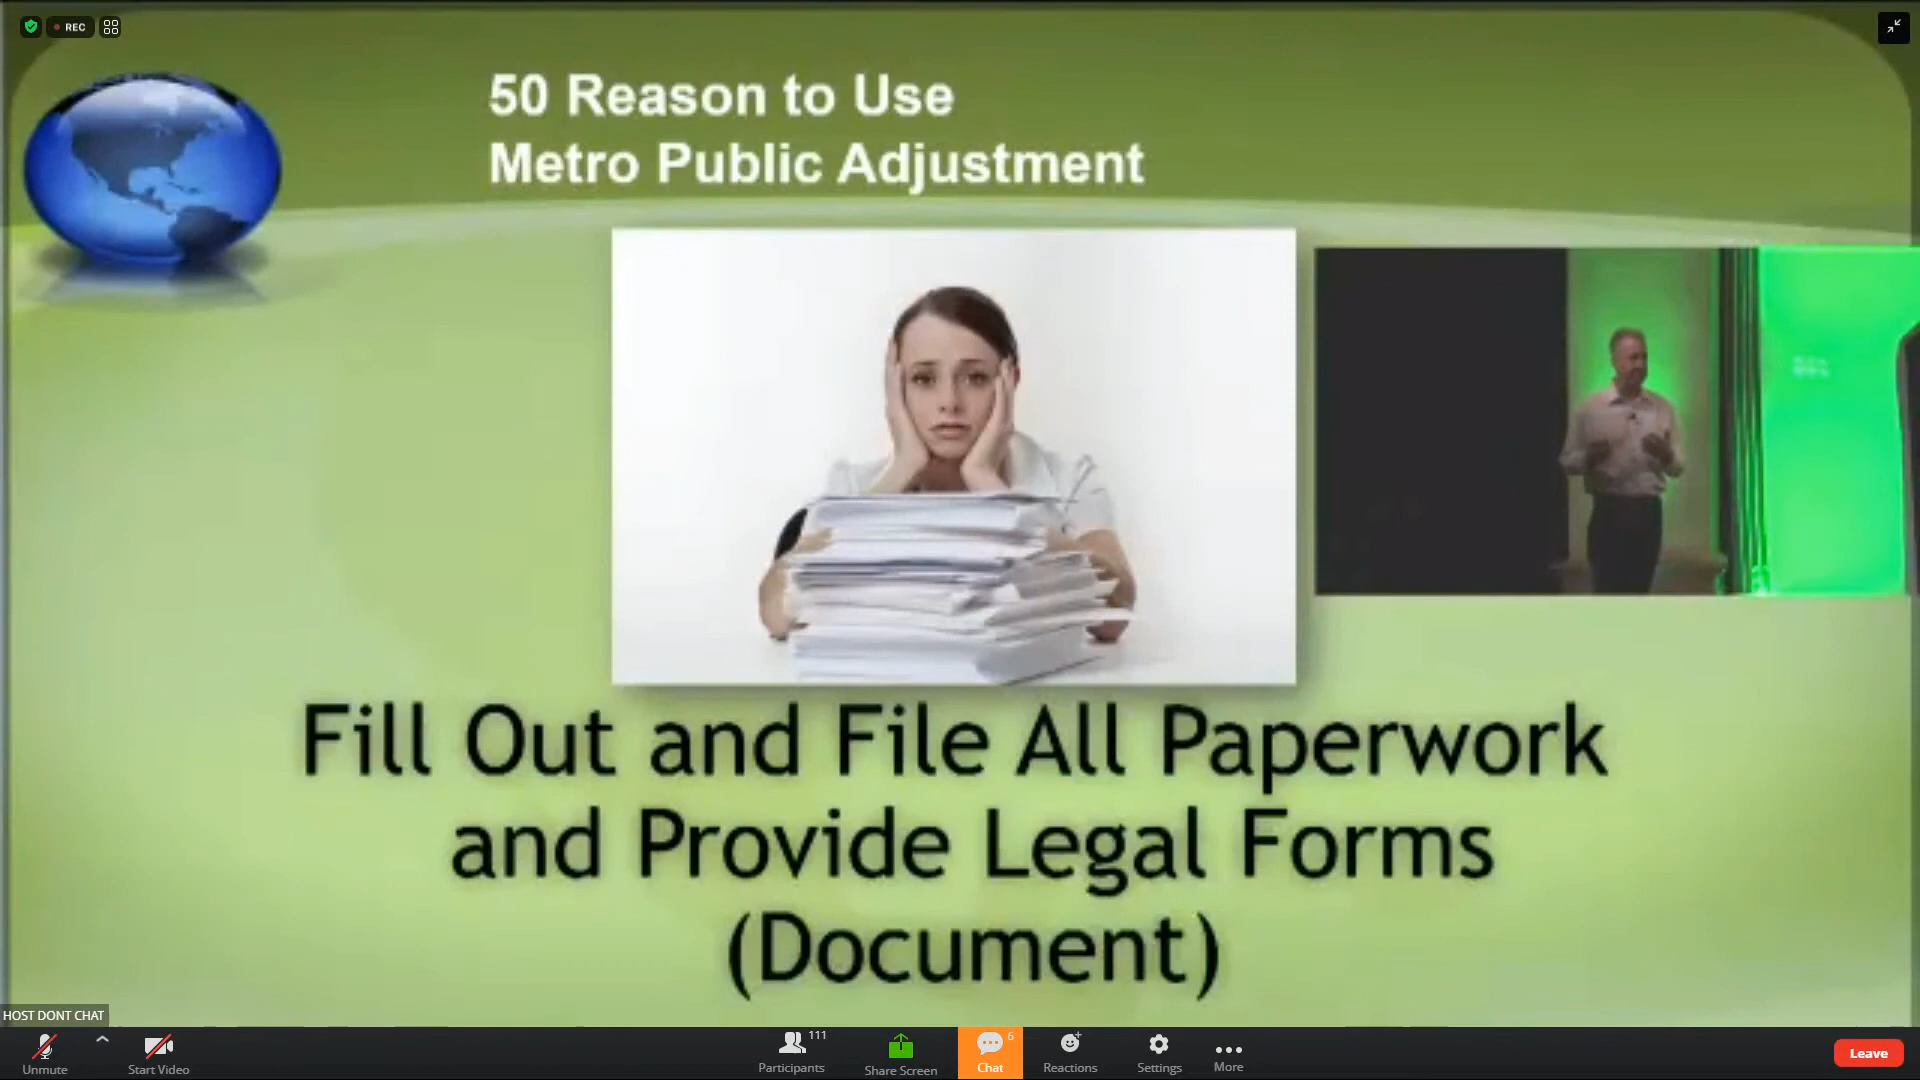 REC
50 Reason to Use
Metro Public Adjustment
Fill Out and File All Paperwork
and Provide Legal Forms
(Document)
HOST DONT CHAT
Unmute
Start Video
111
Participants
Share Screen
6
Chat
Reactions
Settings
More
Leave